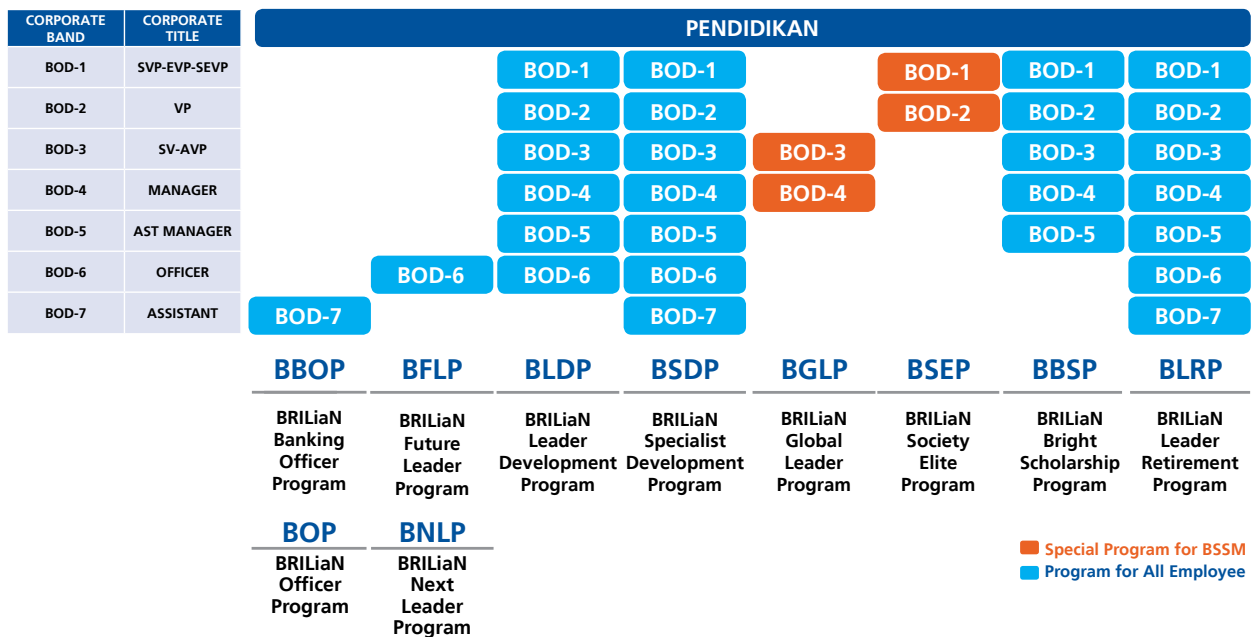 CORPORATE
BAND
CORPORATE
TITLE
PENDIDIKAN
BOD-1 SVP-EVP-SEVP BOD-1 BOD-1 BOD-1 BOD-1 BOD-1
BOD-2 VP BOD-2 BOD-2 BOD-2 BOD-2 BOD-2
BOD-3 SV-AVP BOD-3 BOD-3 BOD-3 BOD-3 BOD-3
BOD-4 MANAGER BOD-4 BOD-4 BOD-4 BOD-4 BOD-4
BOD-5 AST MANAGER BOD-5 BOD-5 BOD-5 BOD-5
BOD-6 OFFICER BOD-6 BOD-6 BOD-6 BOD-6
BOD-7 ASSISTANT BOD-7 BOD-7 BOD-7
BBOP BFLP BLDP BSDP BGLP BSEP BBSP BLRP
BRILiaN
Banking
Officer
Program
BRILiaN
Future
Leader
Program
BRILiaN
Leader
Development
Program
BRILiaN
Specialist
Development
Program
BRILiaN
Global
Leader
Program
BRILiaN
Society
Elite
Program
BRILiaN
Bright
Scholarship
Program
BRILiaN
Leader
Retirement
Program
BOP BNLP
BRILiaN
Officer
Program
BRILiaN
Next
Leader
Program
Special Program for BSSM
Program for All Employee